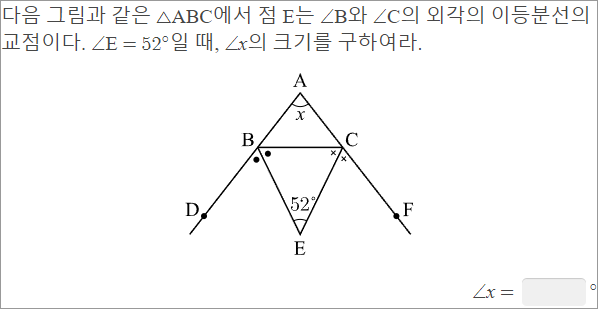 다음 그림과 같은 △ABC에서 점 E는 ∠B와 ∠C의 외각의 이등분선의
교점이다. ∠E = 52°일 때, ∠x의 크기를 구하여라.
A
x
B
C
D
52°
F
E
∠x = °